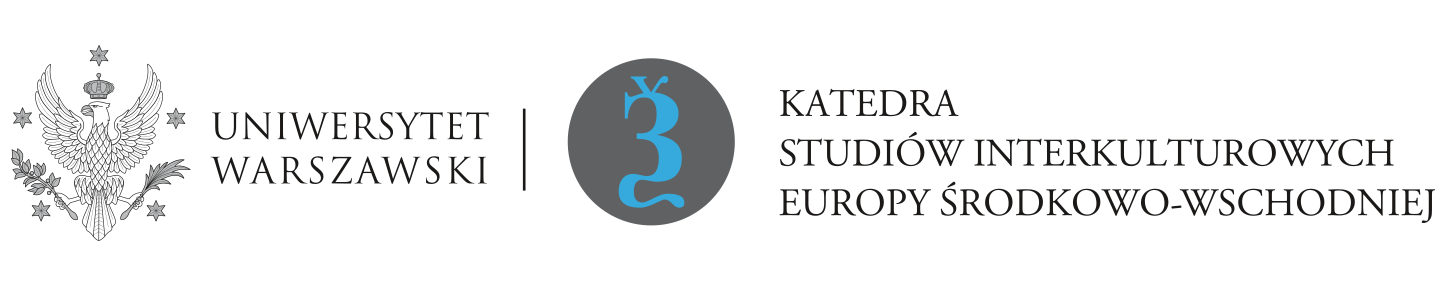 UNIWERSYTET
WARSZAWSKI
Ǯ
KATEDRA
STUDIÓW INTERKULTUROWYCH
EUROPY ŚRODKOWO-WSCHODNIEJ